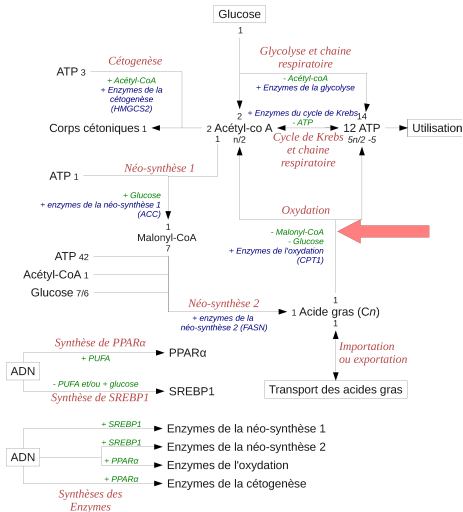 Glucose
1
Glycolyse et chaine
respiratoire
- Acétyl-coA
+ Enzymes de la glycolyse
Cétogenèse
ATP 3
+ Acétyl-CoA
+ Enzymes de la
cétogenèse
(HMGCS2)
Corps cétoniques 1
2
2 Acétyl-co A
1
n/2
+ Enzymes du cycle de Krebs
- ATP
Cycle de Krebs
et chaine
respiratoire
14
12 ATP
5n/2 -5
Utilisation
Néo-synthèse 1
ATP 1
+ Glucose
+ enzymes de la néo-synthèse 1
(ACC)
1
Malonyl-CoA
7
Oxydation
- Malonyl-CoA
- Glucose
+ Enzymes de l'oxydation
(CPT1)
ATP 42
Acétyl-CoA 1
Glucose 7/6
Néo-synthèse 2
+ enzymes de la
néo-synthèse 2 (FASN)
1
1 Acide gras (Cn)
1
Importation
ou exportation
Transport des acides gras
Synthèse de PPARα
+ PUFA
PPARα
ADN
- PUFA et/ou + glucose
SREBP1
Synthèse de SREBP1
+ SREBP1
Enzymes de la néo-synthèse 1
+ SREBP1
Enzymes de la néo-synthèse 2
ADN
+ PPARα
Enzymes de l'oxydation
+ PPARα
Enzymes de la cétogenèse
Synthèses des
Enzymes